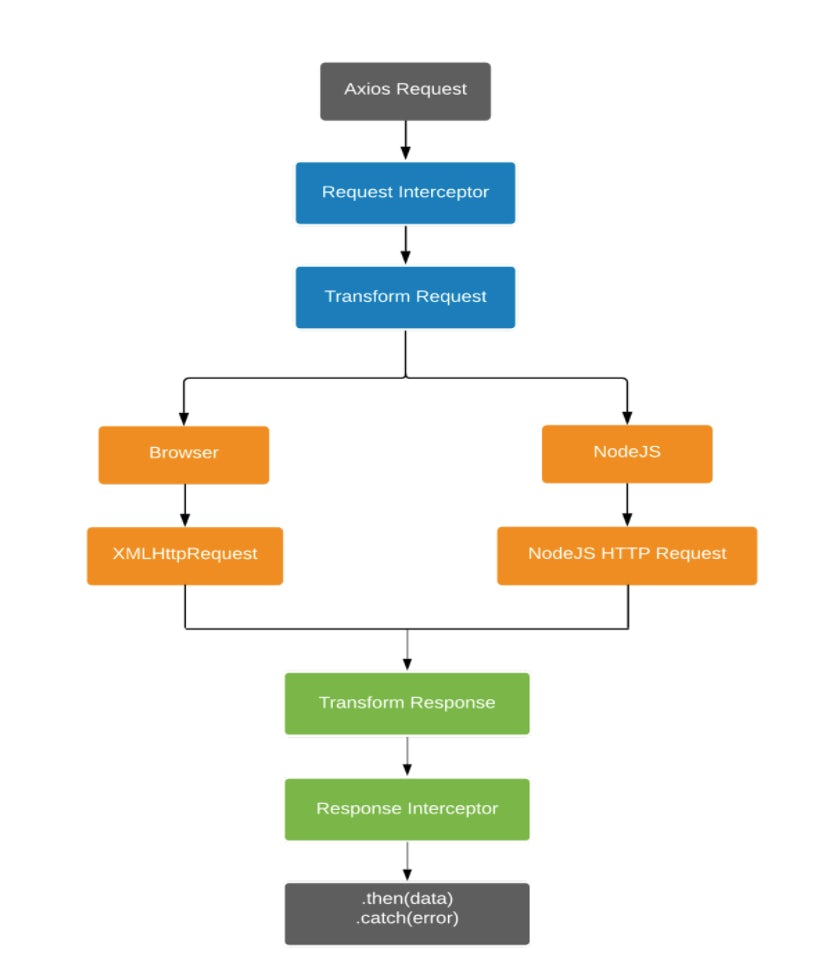 Axios Request
Request Interceptor
Transform Request
Browser
NodeJS
XMLHttpRequest
NodeJS HTTP Request
Transform Response
Response Interceptor
.then(data)
.catch(error)